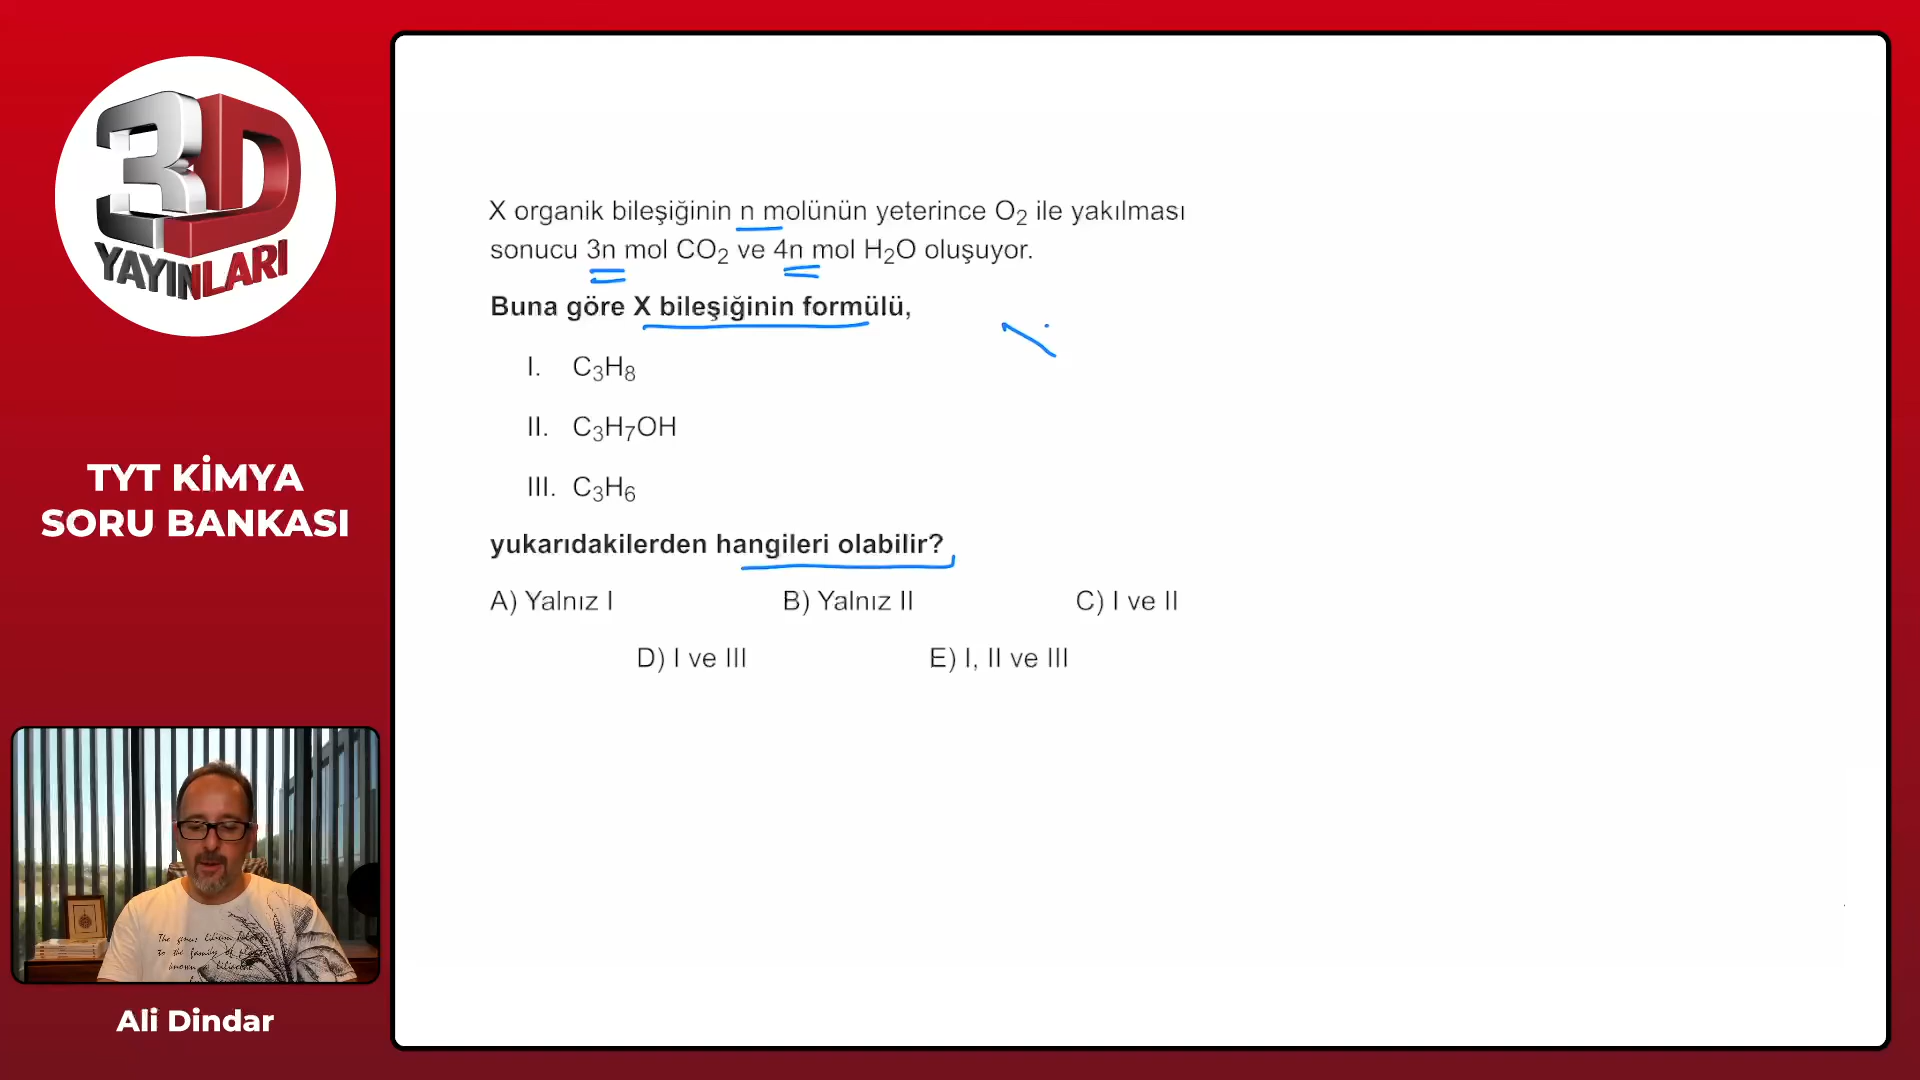 3D
YAYINLARI
TYT KİMYA
SORU BANKASI
Ali Dindar
X organik bileşiğinin n molünün yeterince O₂ ile yakılması
sonucu 3n mol CO₂ ve 4n mol H₂O oluşuyor.
Buna göre X bileşiğinin formülü,
I. C₃H₈
II. C₃H₇OH
III. C₃H₆
yukarıdakilerden hangileri olabilir?
A) Yalnız I B) Yalnız II C) I ve II
D) I ve III E) I, II ve III